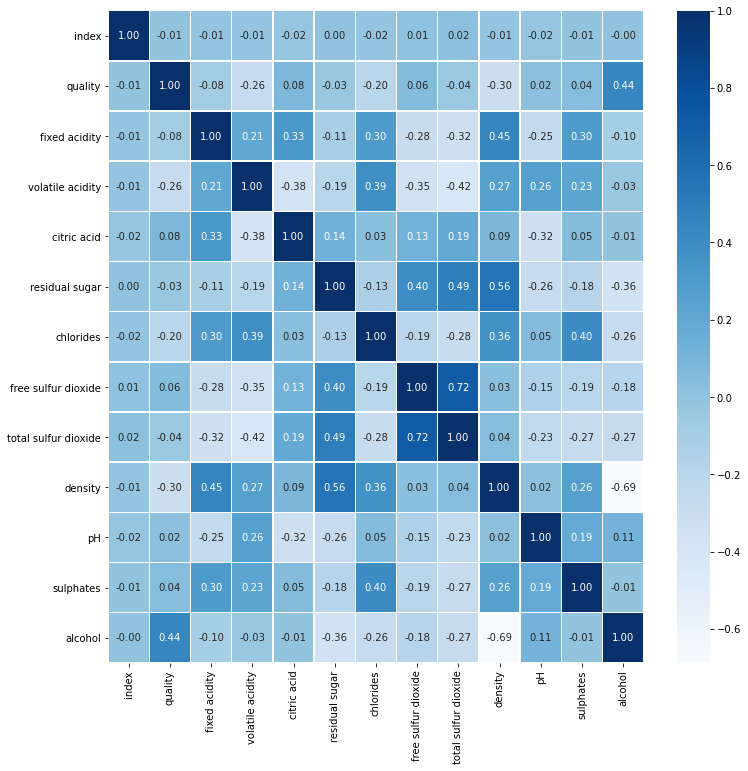 index 1.00 -0.01 -0.01 -0.01 -0.02 0.00 -0.02 0.01 0.02 -0.01 -0.02 -0.01 -0.00
quality -0.01 1.00 -0.08 -0.26 0.08 -0.03 -0.20 0.06 -0.04 -0.30 0.02 0.04 0.44
fixed acidity -0.01 -0.08 1.00 0.21 0.33 -0.11 0.30 -0.28 -0.32 0.45 -0.25 0.30 -0.10
volatile acidity -0.01 -0.26 0.21 1.00 -0.38 -0.19 0.39 -0.35 -0.42 0.27 0.26 0.23 -0.03
citric acid -0.02 0.08 0.33 -0.38 1.00 0.14 0.03 0.13 0.19 0.09 -0.32 0.05 -0.01
residual sugar 0.00 -0.03 -0.11 -0.19 0.14 1.00 -0.13 0.40 0.49 0.56 -0.26 -0.18 -0.36
chlorides -0.02 -0.20 0.30 0.39 0.03 -0.13 1.00 -0.19 -0.28 0.36 0.05 0.40 -0.26
free sulfur dioxide 0.01 0.06 -0.28 -0.35 0.13 0.40 -0.19 1.00 0.72 0.03 -0.15 -0.19 -0.18
total sulfur dioxide 0.02 -0.04 -0.32 -0.42 0.19 0.49 -0.28 0.72 1.00 0.04 -0.23 -0.27 -0.27
density -0.01 -0.30 0.45 0.27 0.09 0.56 0.36 0.03 0.04 1.00 0.02 0.26 -0.69
pH -0.02 0.02 -0.25 0.26 -0.32 -0.26 0.05 -0.15 -0.23 0.02 1.00 0.19 0.11
sulphates -0.01 0.04 0.30 0.23 0.05 -0.18 0.40 -0.19 -0.27 0.26 0.19 1.00 -0.01
alcohol -0.00 0.44 -0.10 -0.03 -0.01 -0.36 -0.26 -0.18 -0.27 -0.69 0.11 -0.01 1.00
index
quality
fixed acidity
volatile acidity
citric acid
residual sugar
chlorides
free sulfur dioxide
total sulfur dioxide
density
pH
sulphates
alcohol
1.0
0.8
0.6
0.4
0.2
0.0
−0.2
−0.4
−0.6